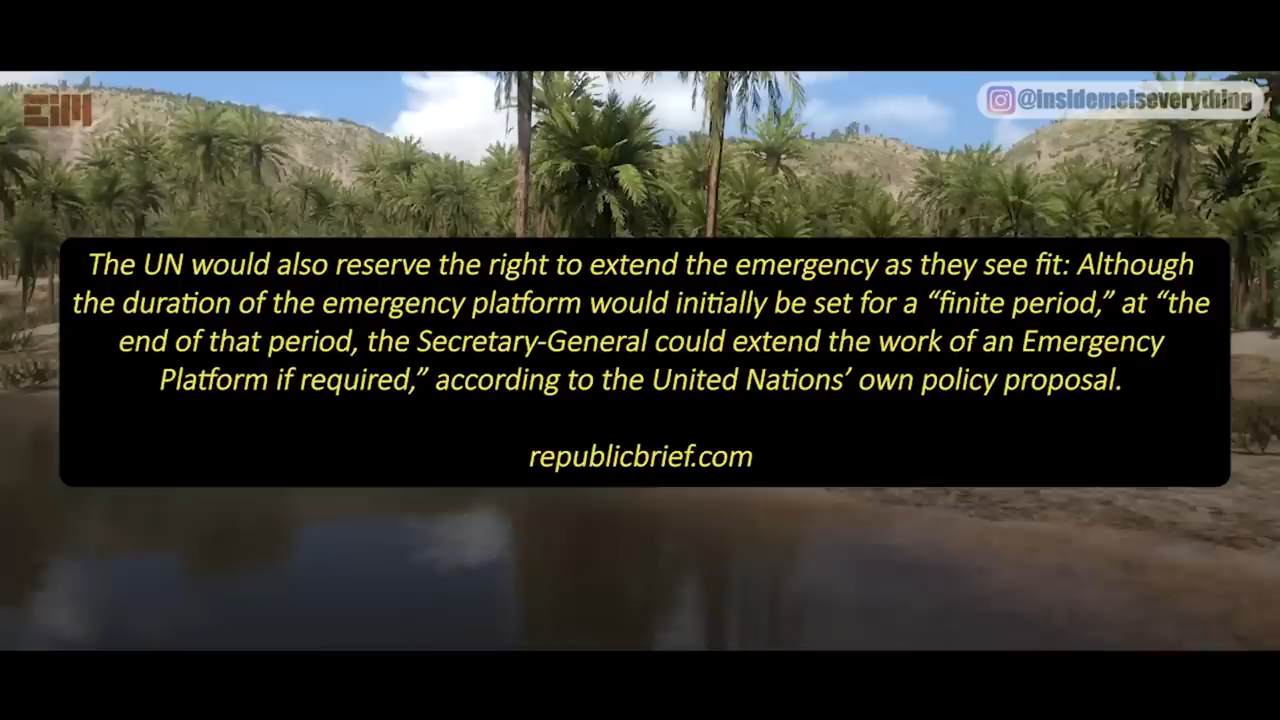 EIM
@insidemeiseverything
The UN would also reserve the right to extend the emergency as they see fit: Although
the duration of the emergency platform would initially be set for a “finite period,” at “the
end of that period, the Secretary-General could extend the work of an Emergency
Platform if required,” according to the United Nations’ own policy proposal.
republicbrief.com